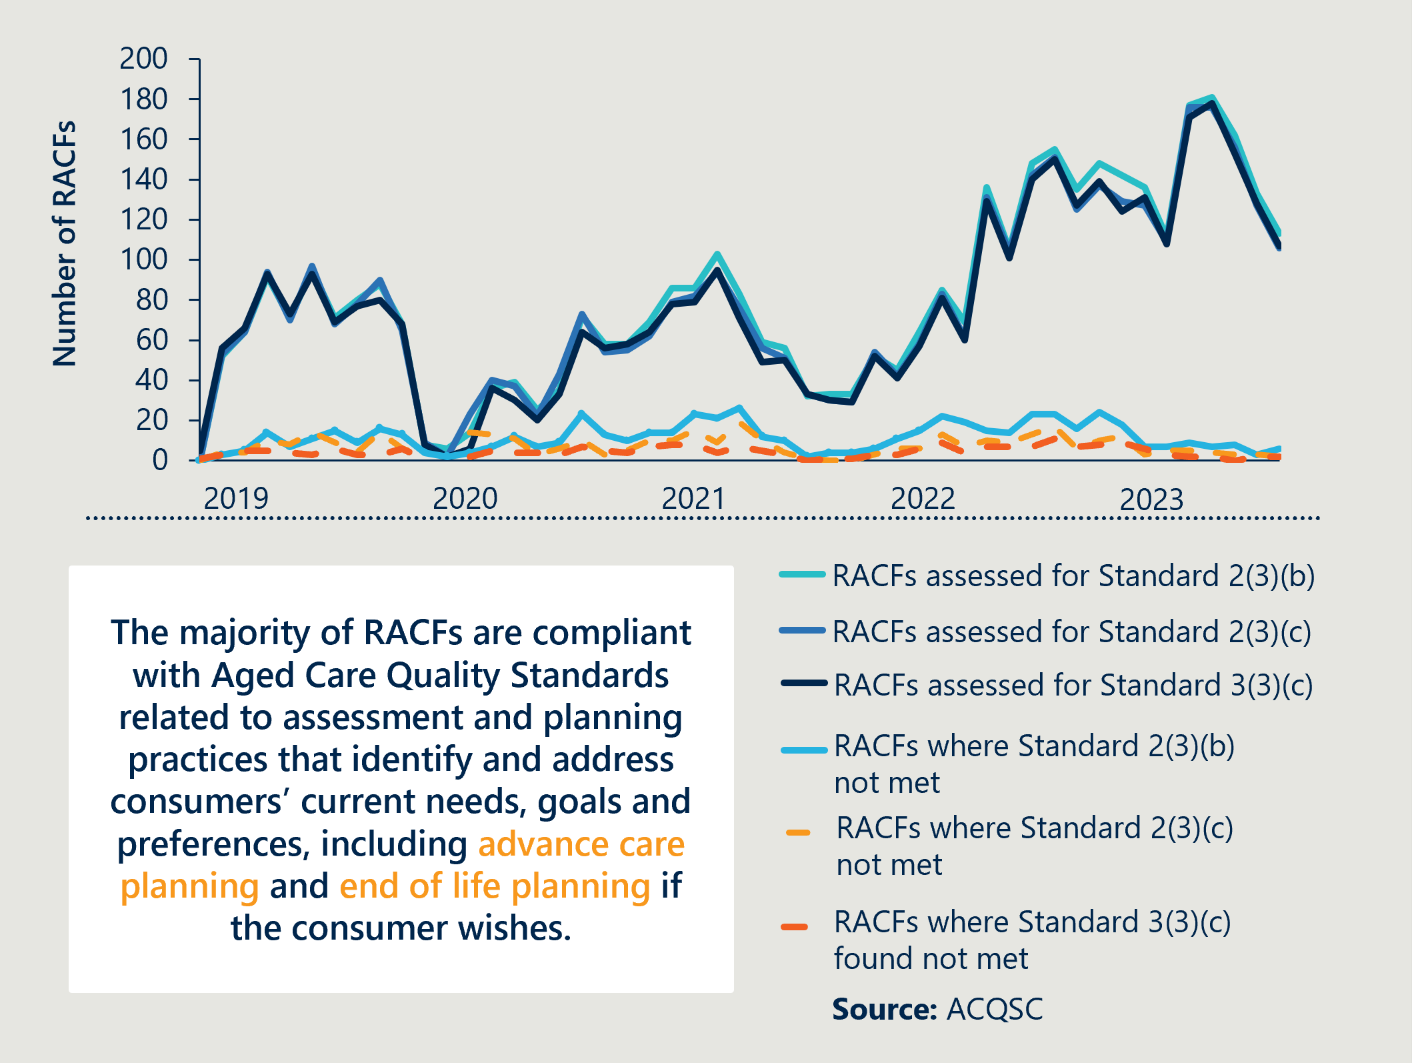 200
180
160
140
120
100
80
60
40
20
0
Number of RACFs
2019 2020 2021 2022 2023
The majority of RACFs are compliant
with Aged Care Quality Standards
related to assessment and planning
practices that identify and address
consumers’ current needs, goals and
preferences, including advance care
planning and end of life planning if
the consumer wishes.
RACFs assessed for Standard 2(3)(b)
RACFs assessed for Standard 2(3)(c)
RACFs assessed for Standard 3(3)(c)
RACFs where Standard 2(3)(b)
not met
RACFs where Standard 2(3)(c)
not met
RACFs where Standard 3(3)(c)
found not met
Source: ACQSC